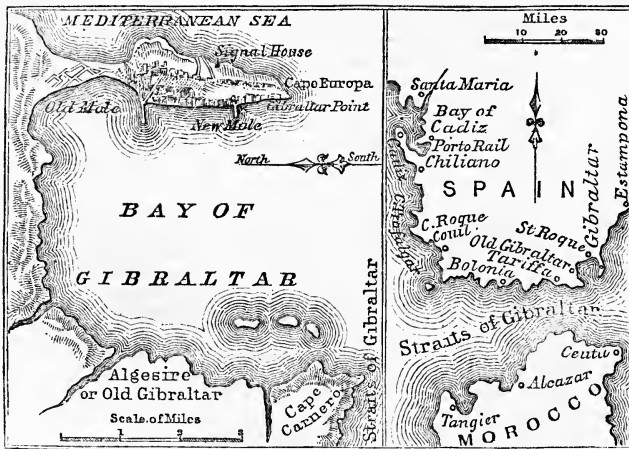 MEDITERRANEAN SEA
Signal House
Capo Europa
Gibraltar Point
Old Mole
New Mole
North
South
BAY OF
GIBRALTAR
Straits of Gibraltar
Algesire
or Old Gibraltar
Cape
Carnero
Scale of Miles
1
2
3
Miles
10
20
30
Santa Maria
Bay of
Cadiz
Porto Rail
Chiliano
Cadiz
SPAIN
Gibraltar
Estampona
C. Roque
Conil
St Roque
Old Gibraltar
Tariffa
Bolonia
C. Trafalgar
Straits of Gibraltar
Ceuta
Alcazar
Tangier
MOROCCO